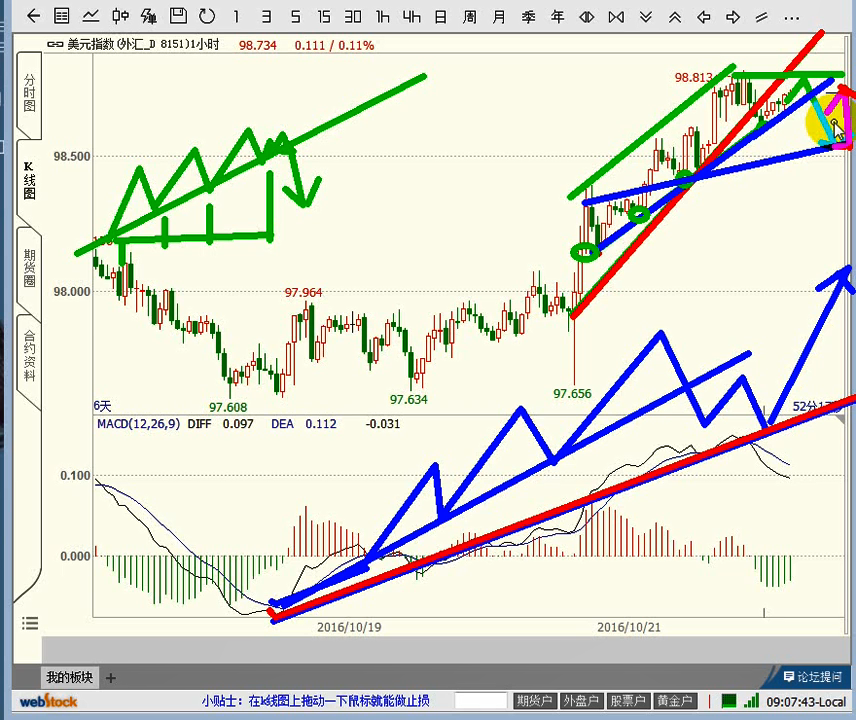 1 3 5 15 30 1h 4h 日 周 月 季 年
美元指数(外汇_D 8151)1小时 98.734 0.111 / 0.11%
分时图
K线图
期货圈
合约资料
98.813
98.500
98.000
97.964
97.608
97.634
97.656
6天
MACD(12,26,9) DIFF 0.097 DEA 0.112 -0.031
0.100
0.000
2016/10/19 2016/10/21
我的板块 +
论坛提问
webstock 小贴士：在k线图上拖动一下鼠标就能做止损 期货户 外盘户 股票户 黄金户 09:07:43-Local